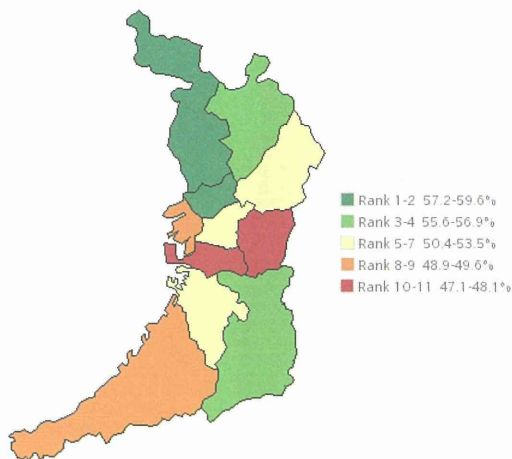 Rank 1-2 57.2-59.6%
Rank 3-4 55.6-56.9%
Rank 5-7 50.4-53.5%
Rank 8-9 48.9-49.6%
Rank 10-11 47.1-48.1%